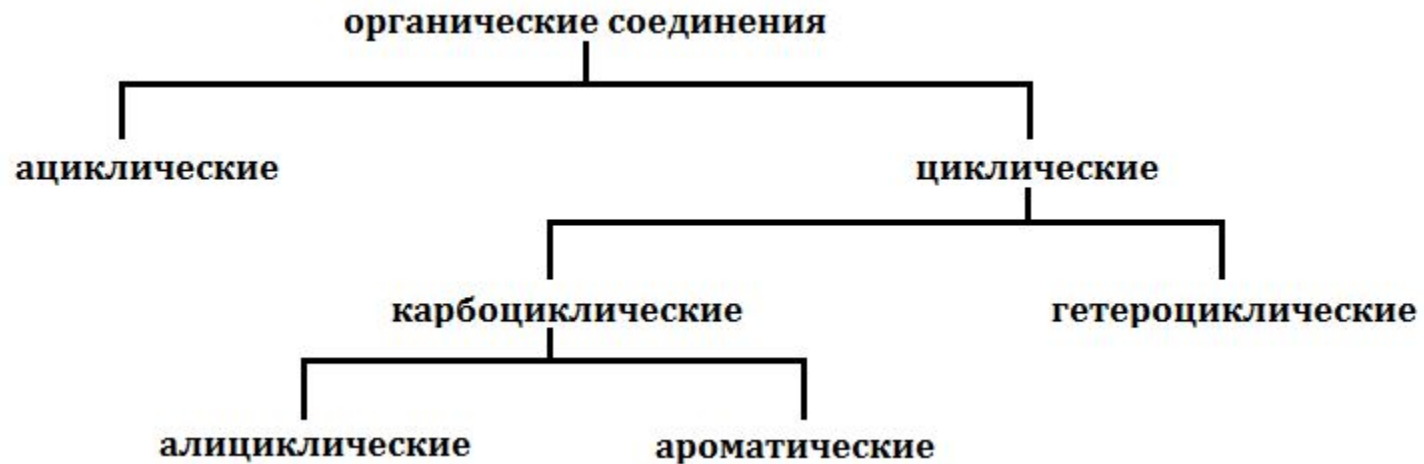 органические соединения
ациклические
циклические
карбоциклические
гетероциклические
алициклические
ароматические